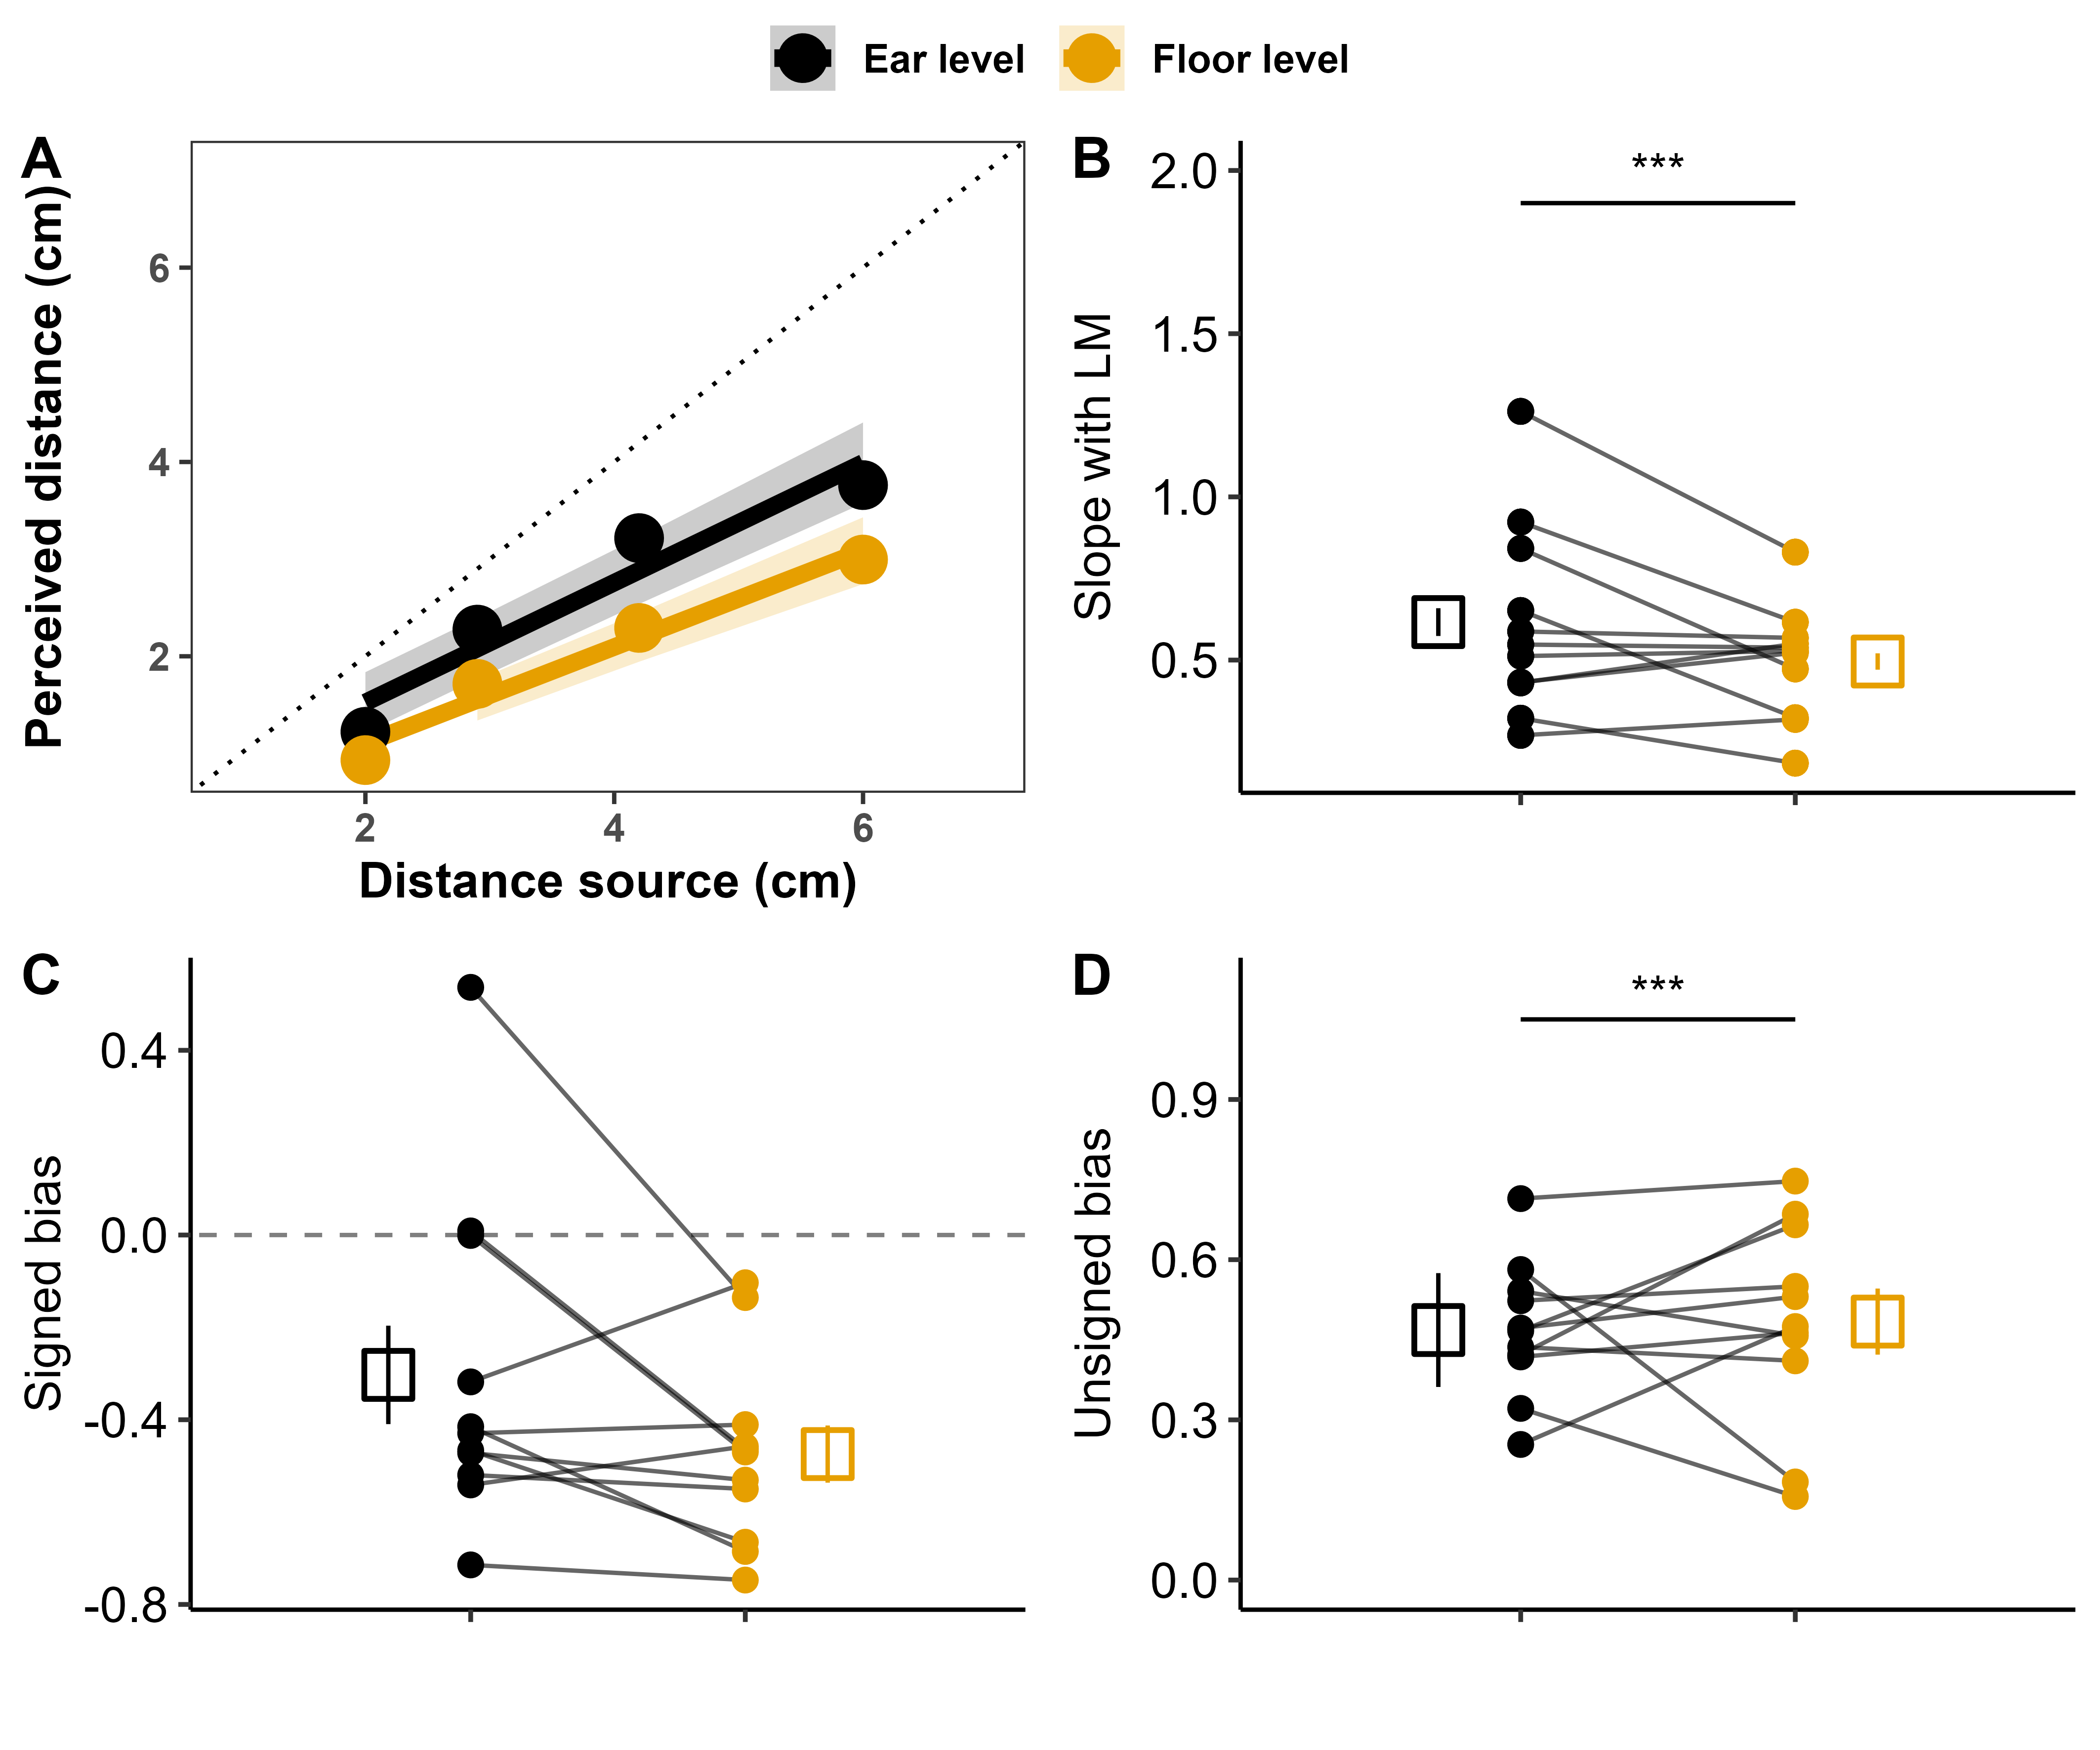 Ear level
Floor level
A
Perceived distance (cm)
6
4
2
2
4
6
Distance source (cm)
B
***
Slope with LM
2.0
1.5
1.0
0.5
C
Signed bias
0.4
0.0
-0.4
-0.8
D
***
Unsigned bias
0.9
0.6
0.3
0.0